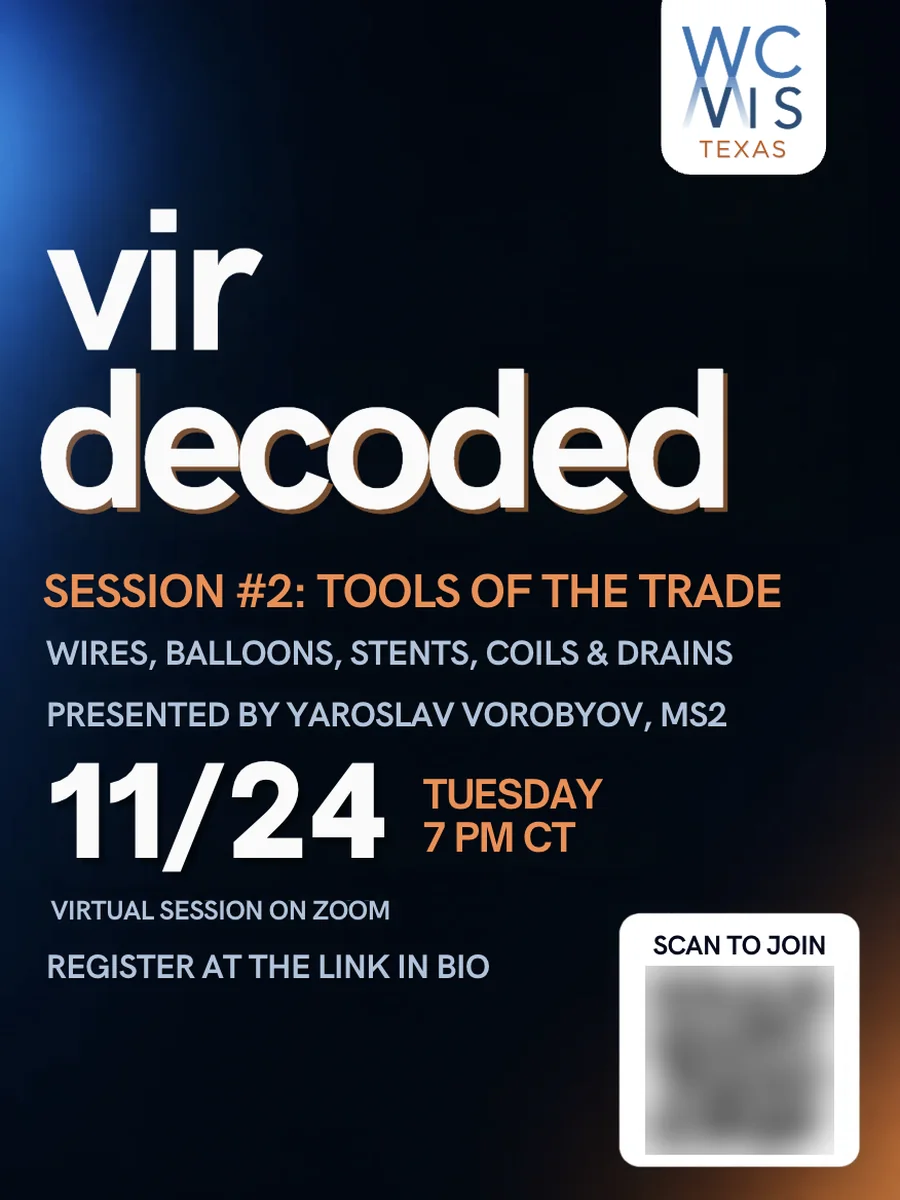 WC
VIS
TEXAS
vir
decoded
SESSION #2: TOOLS OF THE TRADE
WIRES, BALLOONS, STENTS, COILS & DRAINS
PRESENTED BY YAROSLAV VOROBYOV, MS2
11/24
TUESDAY
7 PM CT
VIRTUAL SESSION ON ZOOM
REGISTER AT THE LINK IN BIO
SCAN TO JOIN